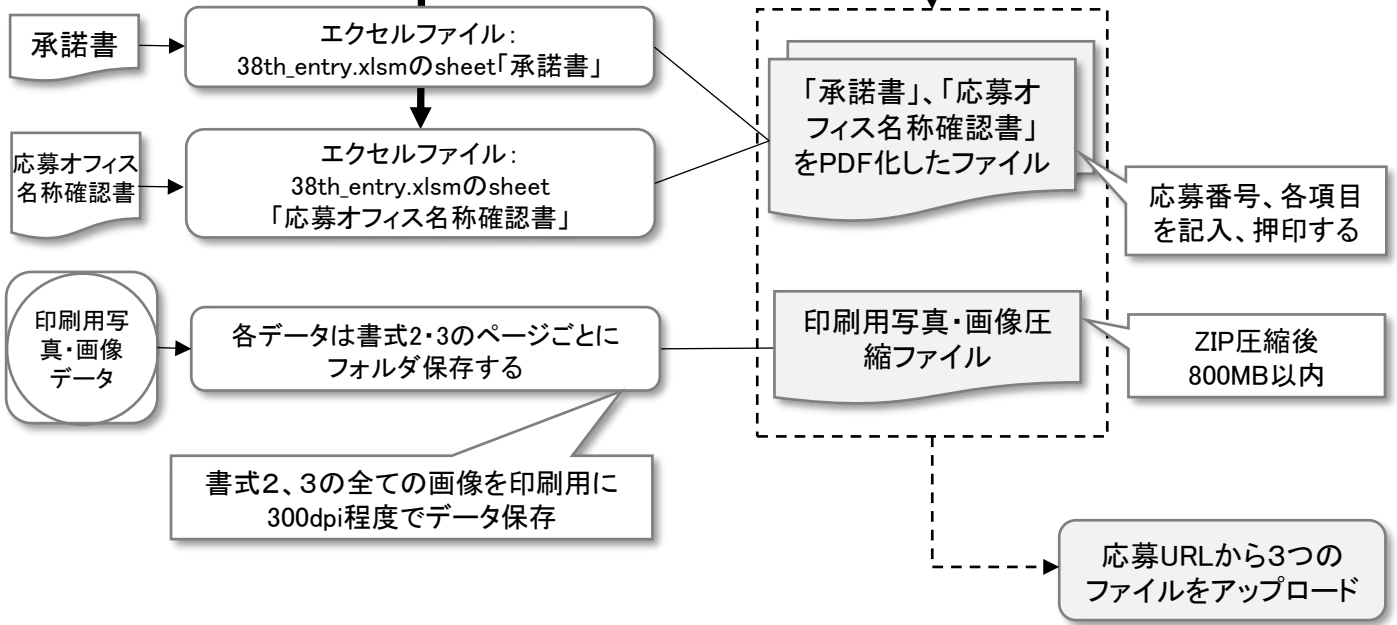 承諾書
エクセルファイル：
38th_entry.xlsmのsheet「承諾書」
「承諾書」、「応募オ
フィス名称確認書」
をPDF化したファイル
応募オフィス
名称確認書
エクセルファイル：
38th_entry.xlsmのsheet
「応募オフィス名称確認書」
応募番号、各項目
を記入、押印する
印刷用写
真・画像
データ
各データは書式2・3のページごとに
フォルダ保存する
印刷用写真・画像圧
縮ファイル
ZIP圧縮後
800MB以内
書式２、３の全ての画像を印刷用に
300dpi程度でデータ保存
応募URLから３つの
ファイルをアップロード